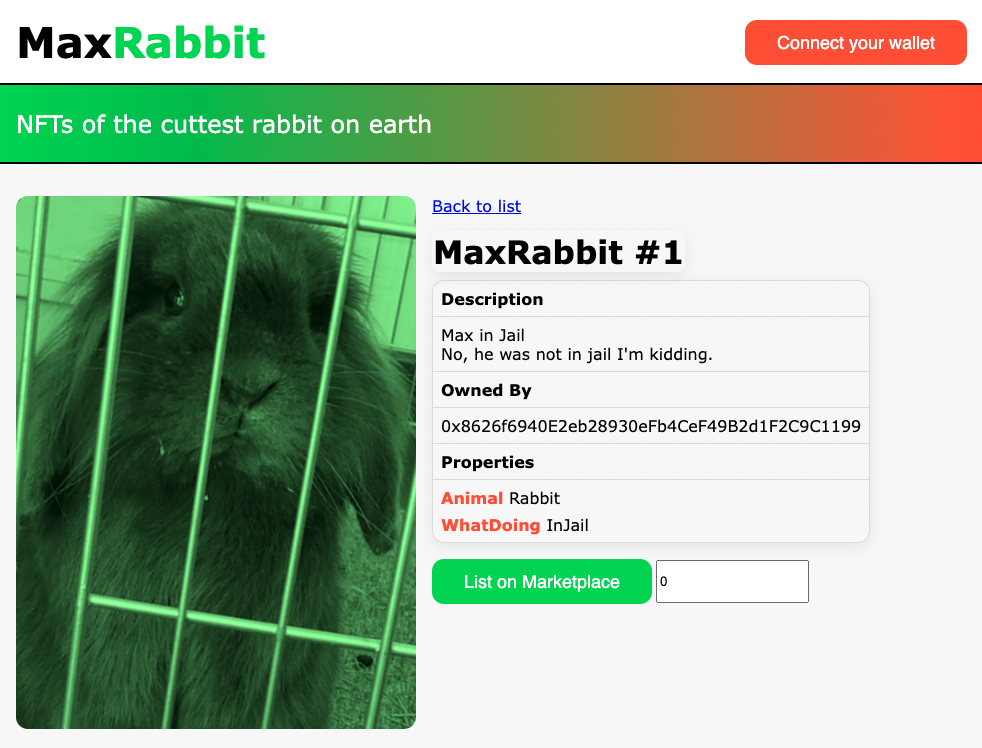 MaxRabbit
Connect your wallet
NFTs of the cuttest rabbit on earth
Back to list
MaxRabbit #1
Description
Max in Jail
No, he was not in jail I'm kidding.
Owned By
0x8626f6940E2eb28930eFb4CeF49B2d1F2C9C1199
Properties
Animal Rabbit
WhatDoing InJail
List on Marketplace
0